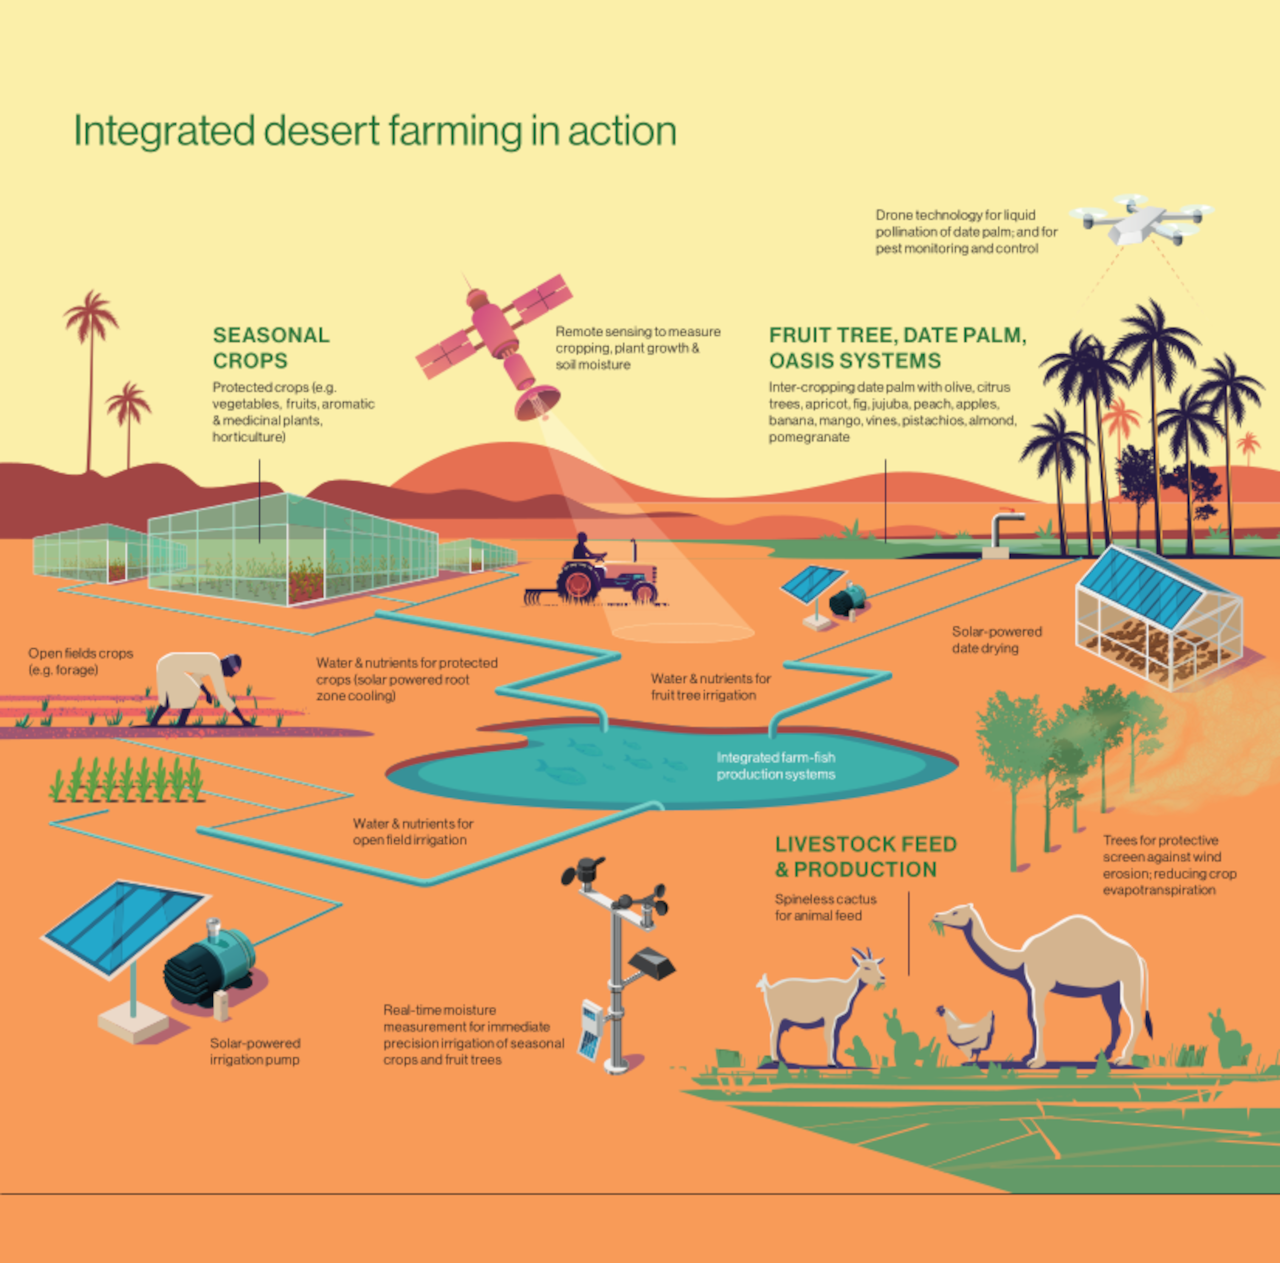 Integrated desert farming in action
Drone technology for liquid
pollination of date palm; and for
pest monitoring and control
SEASONAL
CROPS
Protected crops (e.g.
vegetables, fruits, aromatic
& medicinal plants,
horticulture)
Remote sensing to measure
cropping, plant growth &
soil moisture
FRUIT TREE, DATE PALM,
OASIS SYSTEMS
Inter-cropping date palm with olive, citrus
trees, apricot, fig, jujuba, peach, apples,
banana, mango, vines, pistachios, almond,
pomegranate
Open fields crops
(e.g. forage)
Water & nutrients for protected
crops (solar powered root
zone cooling)
Water & nutrients for
fruit tree irrigation
Solar-powered
date drying
Integrated farm-fish
production systems
Water & nutrients for
open field irrigation
LIVESTOCK FEED
& PRODUCTION
Spineless cactus
for animal feed
Trees for protective
screen against wind
erosion; reducing crop
evapotranspiration
Solar-powered
irrigation pump
Real-time moisture
measurement for immediate
precision irrigation of seasonal
crops and fruit trees